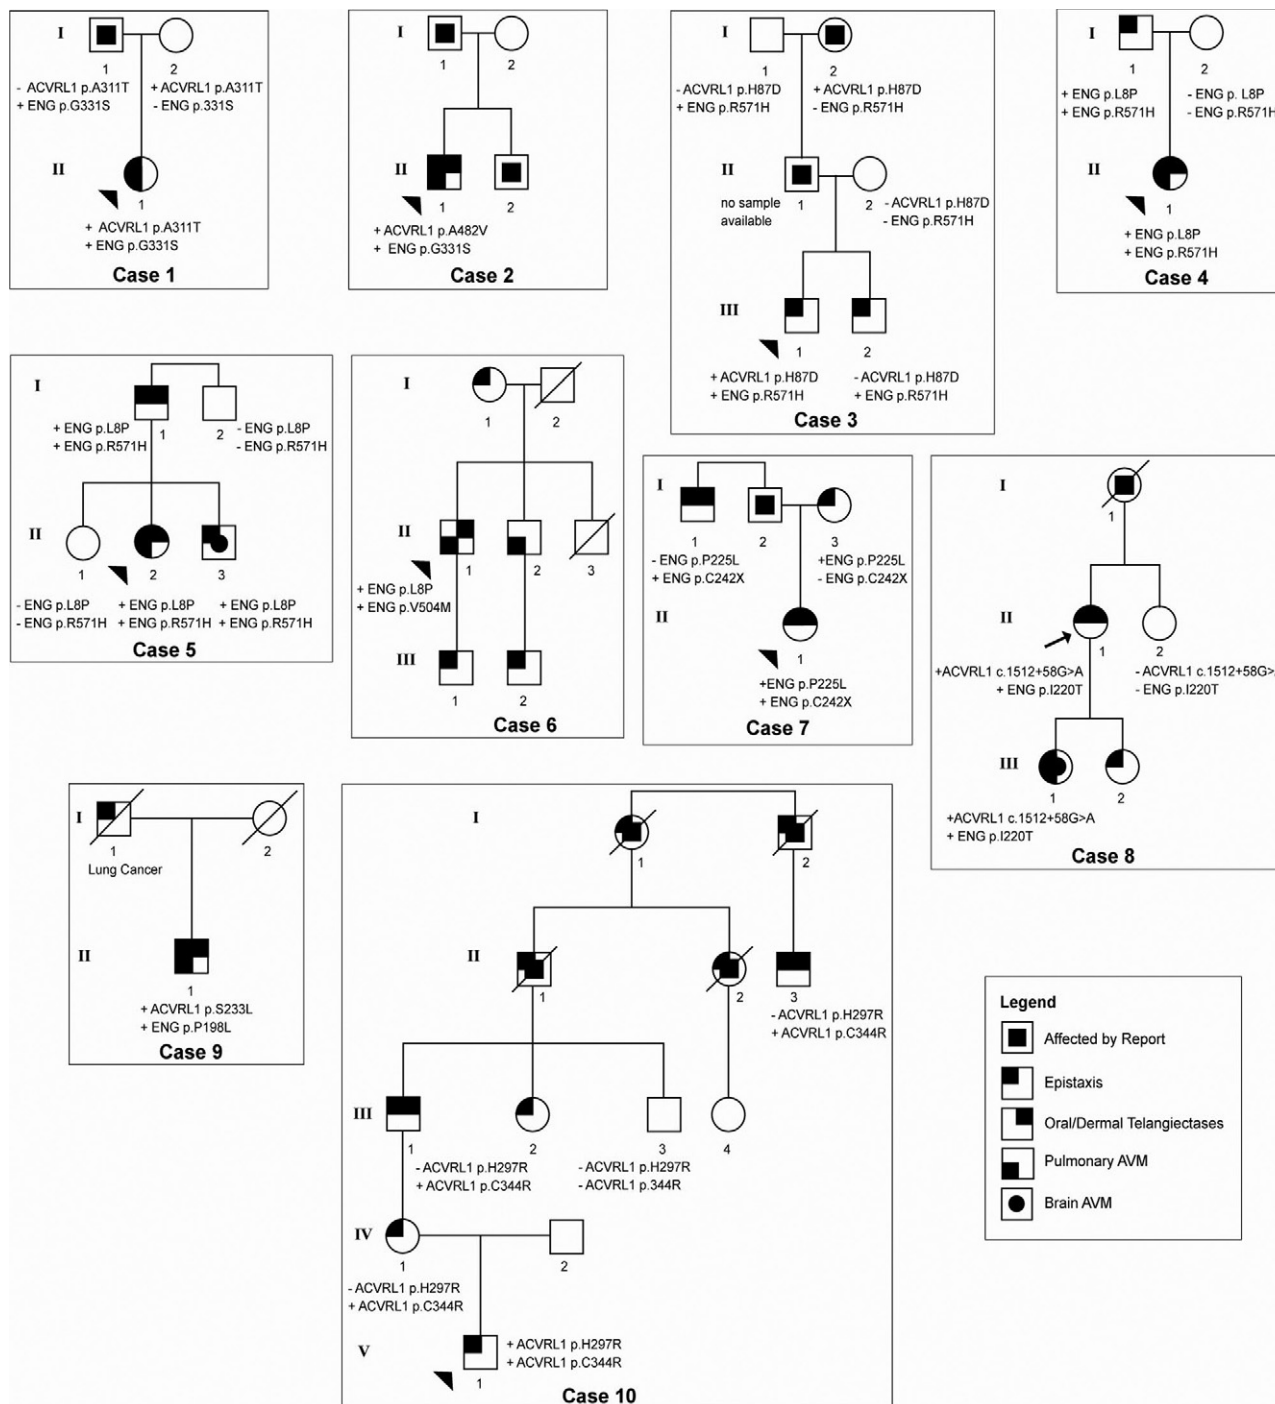 I
1
2
- ACVRL1 p.A311T
+ ENG p.G331S
+ ACVRL1 p.A311T
- ENG p.331S
II
1
+ ACVRL1 p.A311T
+ ENG p.G331S
Case 1
I
1
2
II
1
2
+ ACVRL1 p.A482V
+ ENG p.G331S
Case 2
I
1
2
- ACVRL1 p.H87D
+ ENG p.R571H
+ ACVRL1 p.H87D
- ENG p.R571H
II
no sample
available
1
2
- ACVRL1 p.H87D
- ENG p.R571H
III
1
2
+ ACVRL1 p.H87D
+ ENG p.R571H
- ACVRL1 p.H87D
+ ENG p.R571H
Case 3
I
1
2
+ ENG p.L8P
+ ENG p.R571H
- ENG p. L8P
- ENG p.R571H
II
1
+ ENG p.L8P
+ ENG p.R571H
Case 4
I
1
2
+ ENG p.L8P
+ ENG p.R571H
- ENG p.L8P
- ENG p.R571H
II
1
2
3
- ENG p.L8P
- ENG p.R571H
+ ENG p.L8P
+ ENG p.R571H
+ ENG p.L8P
+ ENG p.R571H
Case 5
I
1
2
II
1
2
3
+ ENG p.L8P
+ ENG p.V504M
III
1
2
Case 6
I
1
2
3
- ENG p.P225L
+ ENG p.C242X
+ENG p.P225L
- ENG p.C242X
II
1
+ENG p.P225L
+ ENG p.C242X
Case 7
I
1
II
1
2
+ACVRL1 c.1512+58G>A
+ ENG p.I220T
- ACVRL1 c.1512+58G>A
- ENG p.I220T
III
1
2
+ACVRL1 c.1512+58G>A
+ ENG p.I220T
Case 8
I
1
2
Lung Cancer
II
1
+ ACVRL1 p.S233L
+ ENG p.P198L
Case 9
I
1
2
II
1
2
3
- ACVRL1 p.H297R
+ ACVRL1 p.C344R
III
1
2
3
4
- ACVRL1 p.H297R
+ ACVRL1 p.C344R
- ACVRL1 p.H297R
- ACVRL1 p.344R
IV
1
2
- ACVRL1 p.H297R
+ ACVRL1 p.C344R
V
1
+ ACVRL1 p.H297R
+ ACVRL1 p.C344R
Case 10
Legend
Affected by Report
Epistaxis
Oral/Dermal Telangiectases
Pulmonary AVM
Brain AVM